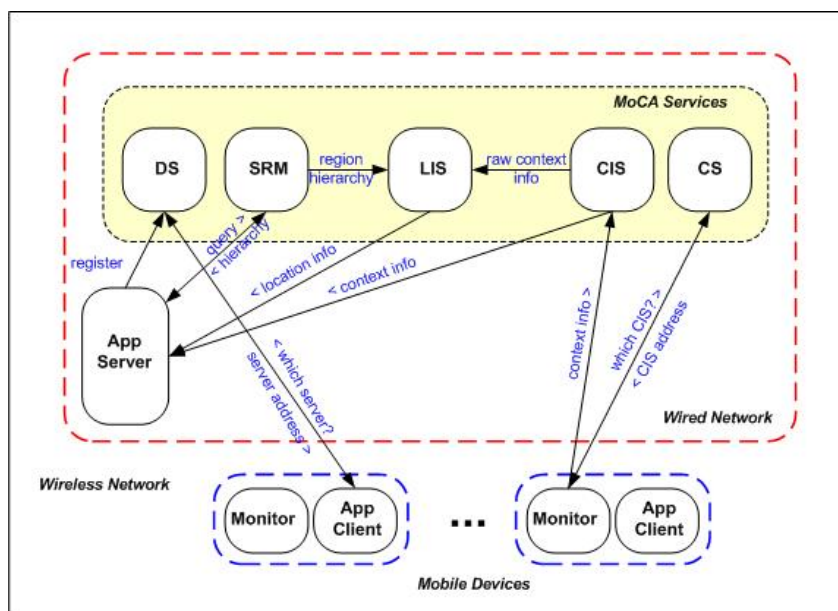 MoCA Services
DS
SRM
region
hierarchy
LIS
raw context
info
CIS
CS
register
query >
< hierarchy
< location info
< context info
App
Server
< which server?
server address >
context info >
which CIS? >
< CIS address
Wired Network
Wireless Network
Monitor
App
Client
...
Monitor
App
Client
Mobile Devices